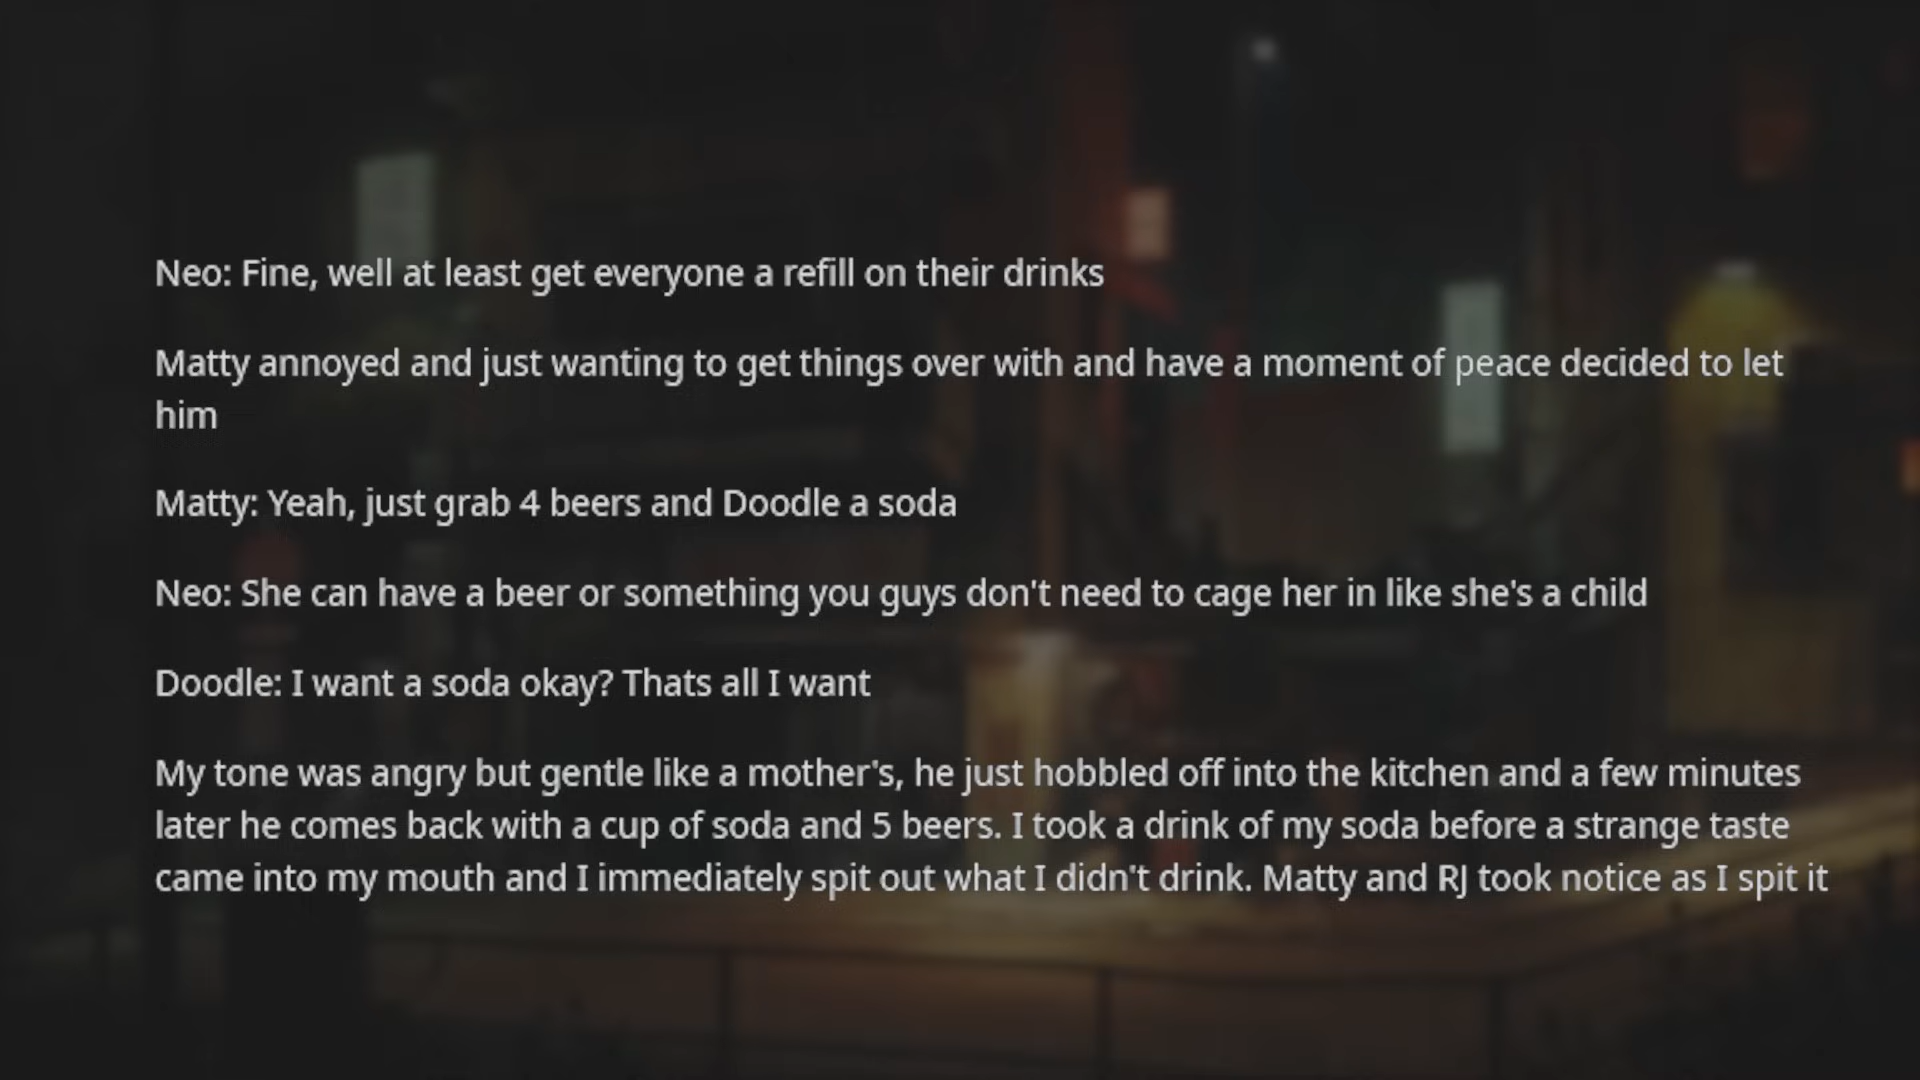 Neo: Fine, well at least get everyone a refill on their drinks
Matty annoyed and just wanting to get things over with and have a moment of peace decided to let
him
Matty: Yeah, just grab 4 beers and Doodle a soda
Neo: She can have a beer or something you guys don't need to cage her in like she's a child
Doodle: I want a soda okay? Thats all I want
My tone was angry but gentle like a mother's, he just hobbled off into the kitchen and a few minutes
later he comes back with a cup of soda and 5 beers. I took a drink of my soda before a strange taste
came into my mouth and I immediately spit out what I didn't drink. Matty and RJ took notice as I spit it